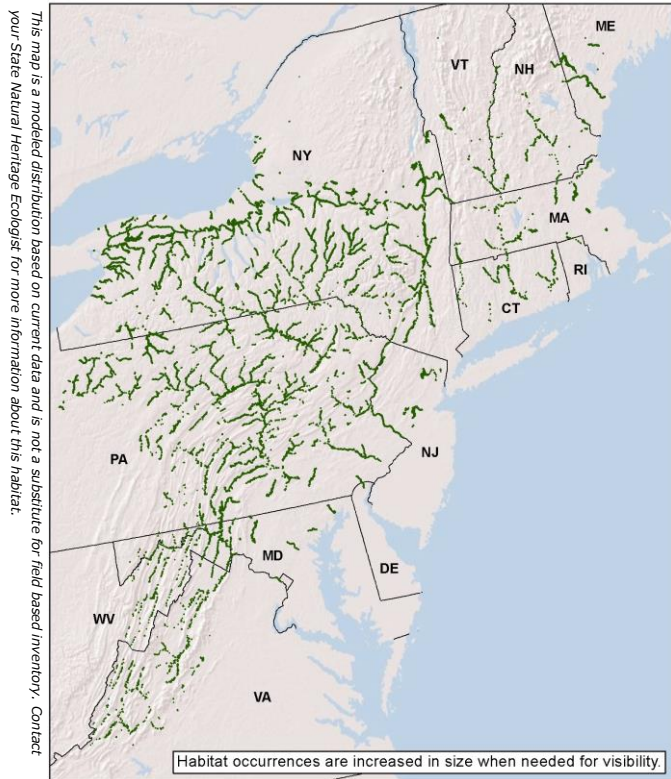 This map is a modeled distribution based on current data and is not a substitute for field based inventory. Contact
your State Natural Heritage Ecologist for more information about this habitat.
ME
VT
NH
NY
MA
RI
CT
PA
NJ
MD
DE
WV
VA
Habitat occurrences are increased in size when needed for visibility.